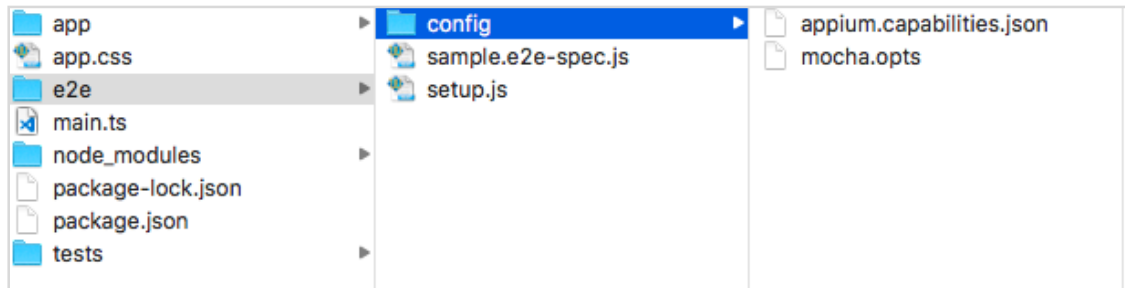 app
app.css
e2e
main.ts
node_modules
package-lock.json
package.json
tests
config
sample.e2e-spec.js
setup.js
appium.capabilities.json
mocha.opts